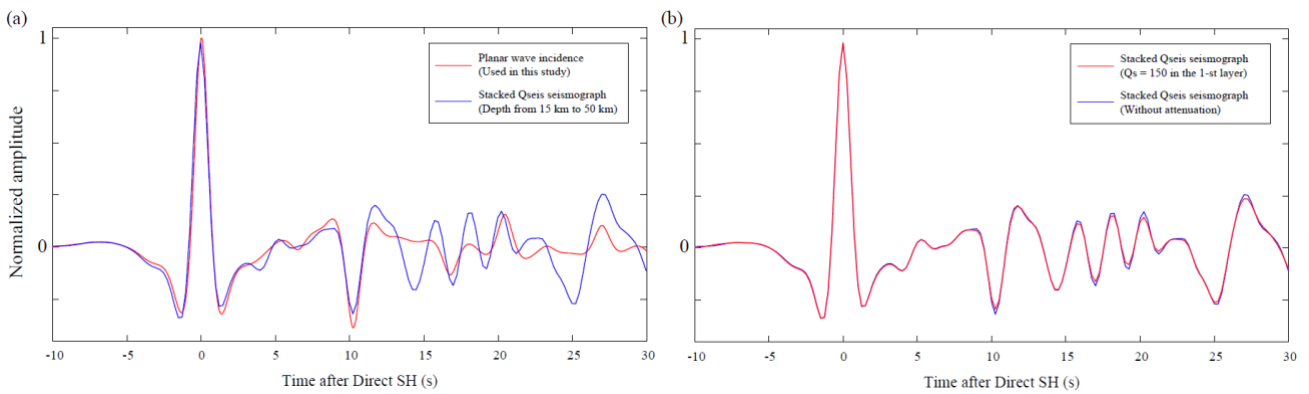 (a)
1
0
Normalized amplitude
Planar wave incidence
(Used in this study)
Stacked Qseis seismograph
(Depth from 15 km to 50 km)
-10 -5 0 5 10 15 20 25 30
Time after Direct SH (s)
(b)
1
0
Stacked Qseis seismograph
(Qs = 150 in the 1-st layer)
Stacked Qseis seismograph
(Without attenuation)
-10 -5 0 5 10 15 20 25 30
Time after Direct SH (s)